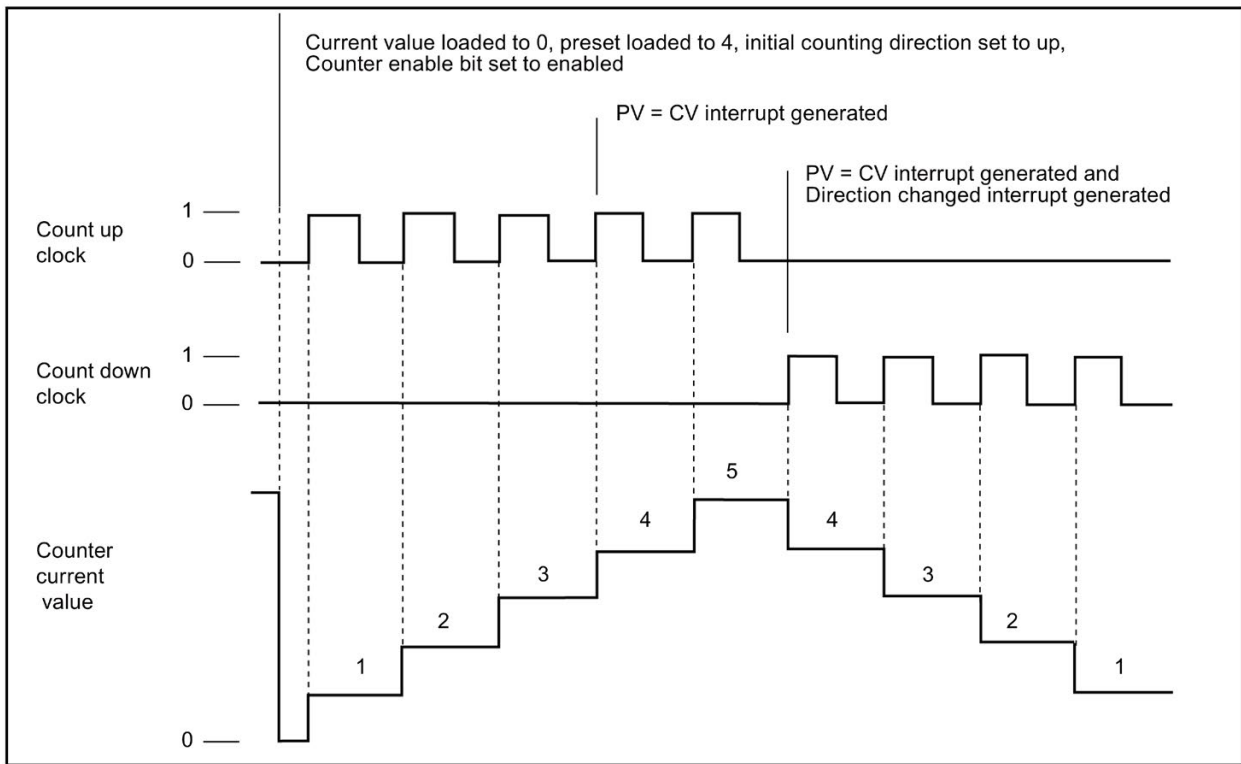 Current value loaded to 0, preset loaded to 4, initial counting direction set to up,
Counter enable bit set to enabled
PV = CV interrupt generated
PV = CV interrupt generated and
Direction changed interrupt generated
Count up
clock
1
0
Count down
clock
1
0
Counter
current
value
0
1
2
3
4
5
4
3
2
1